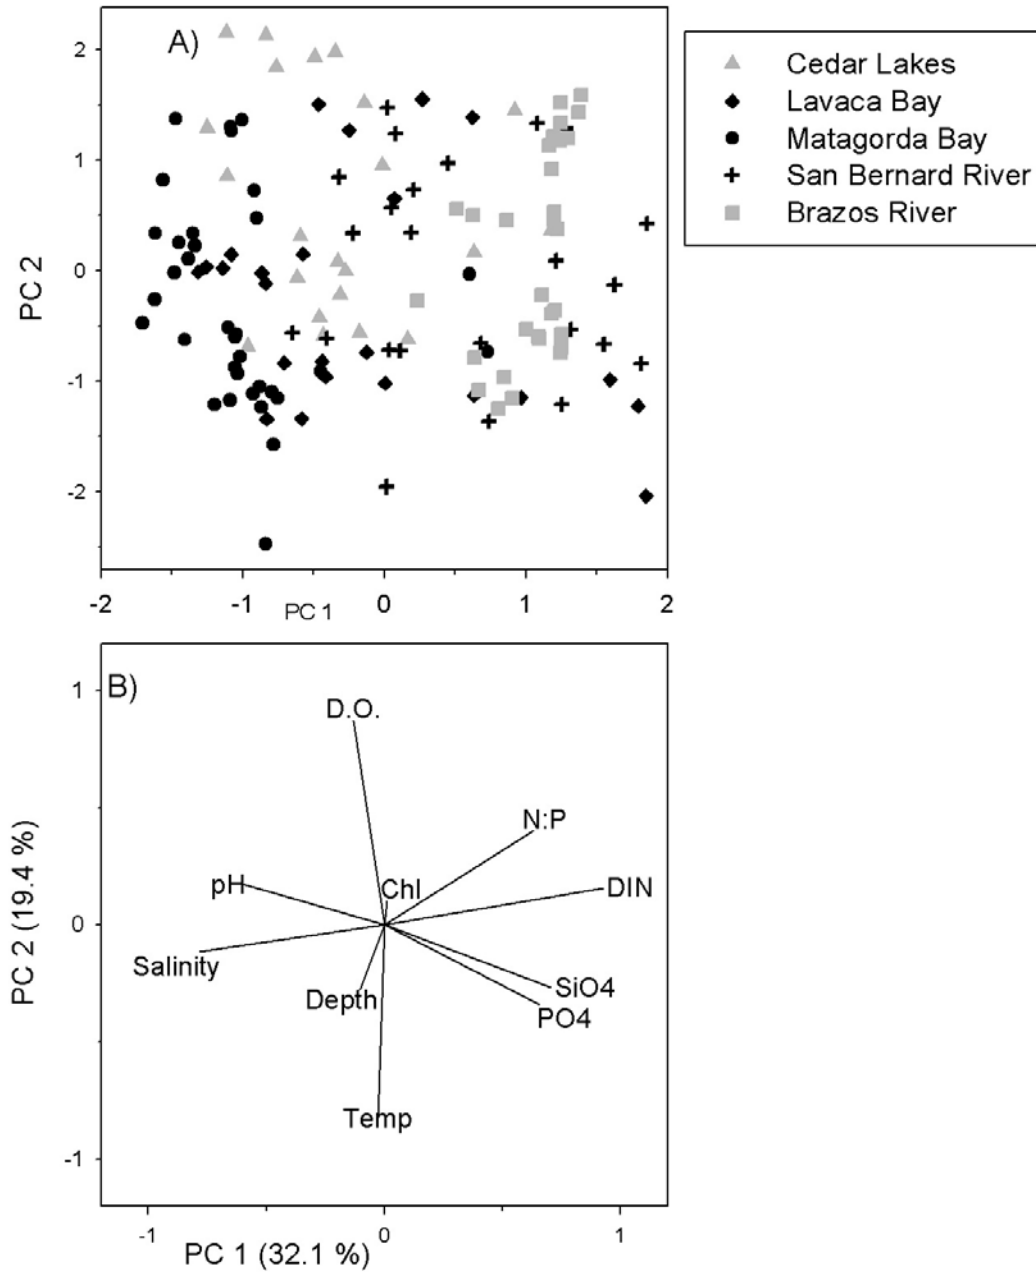 A)
2
1
0
-1
-2
PC 2
-2 -1 0 1 2
PC 1
Cedar Lakes
Lavaca Bay
Matagorda Bay
San Bernard River
Brazos River
B)
1
0
-1
PC 2 (19.4 %)
D.O.
N:P
pH
Chl
DIN
Salinity
Depth
SiO4
PO4
Temp
-1 0 1
PC 1 (32.1 %)